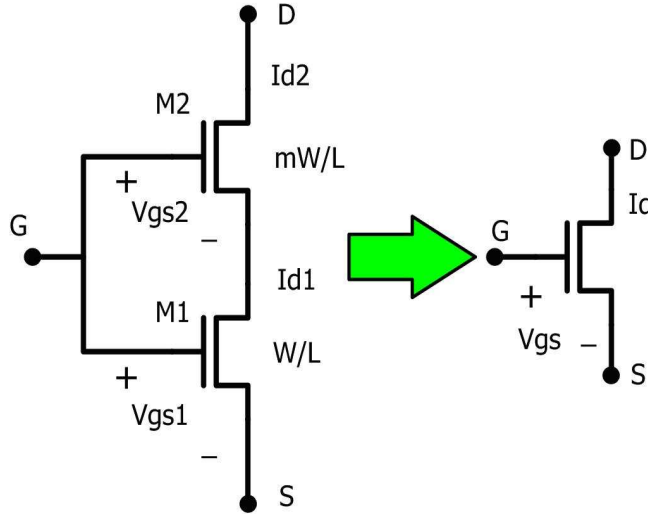 D
Id2
M2
mW/L
+
Vgs2
–
G
Id1
M1
W/L
+
Vgs1
–
S
D
Id
G
+
Vgs
–
S